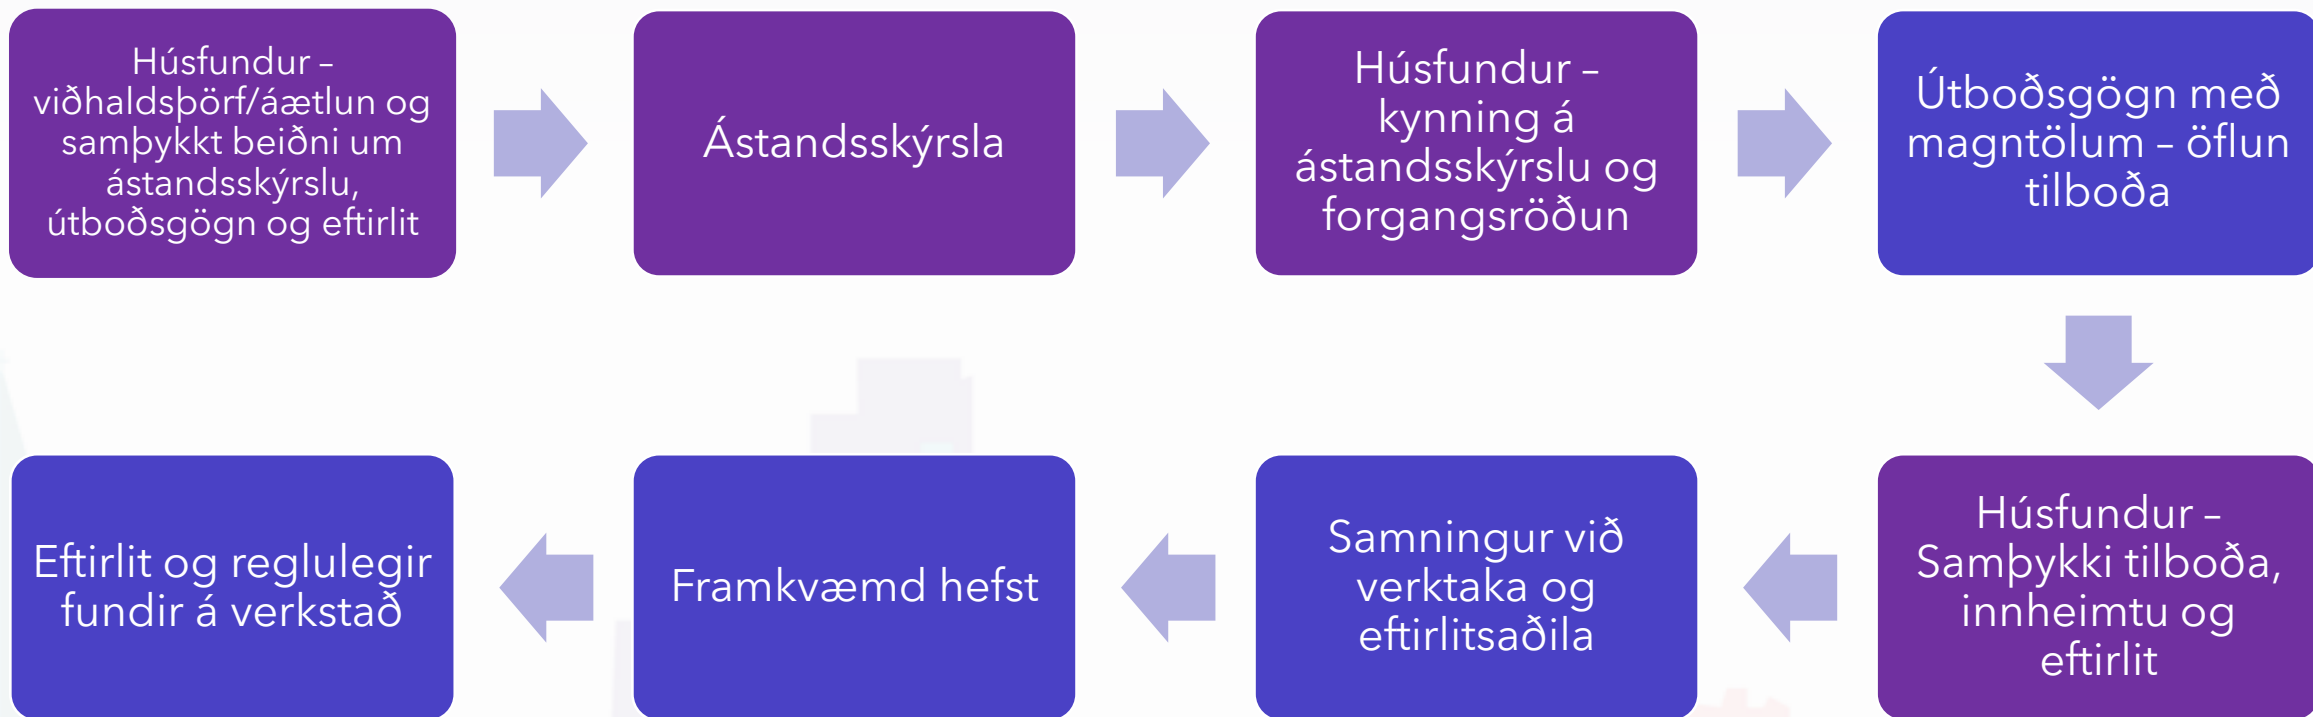 Húsfundur –
viðhaldsþörf/áætlun og
samþykkt beiðni um
ástandsskýrslu,
útboðsgögn og eftirlit
Ástandsskýrsla
Húsfundur –
kynning á
ástandsskýrslu og
forgangsröðun
Útboðsgögn með
magntölum – öflun
tilboða
Húsfundur –
Samþykki tilboða,
innheimtu og
eftirlit
Samningur við
verktaka og
eftirlitsaðila
Framkvæmd hefst
Eftirlit og reglulegir
fundir á verkstað